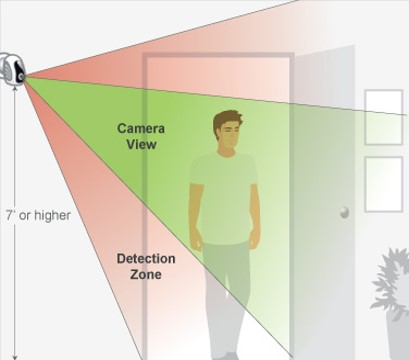 Camera
View
7' or higher
Detection
Zone